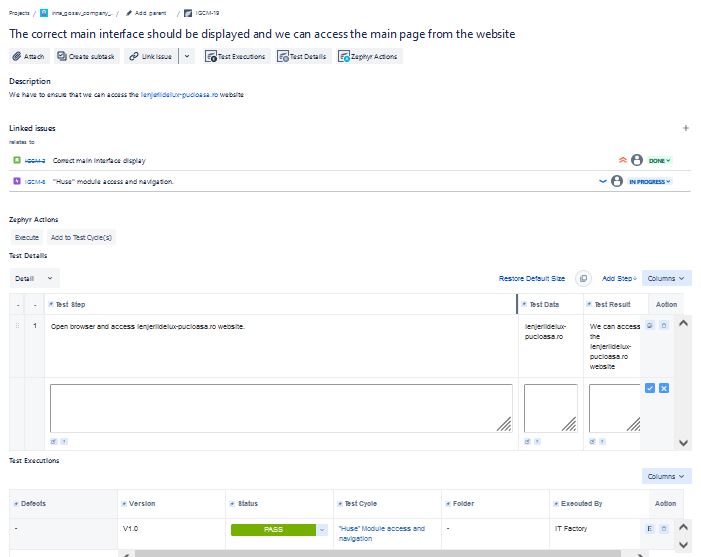 Projects / irina_gosav_company_... / Add parent / IGCM-19
The correct main interface should be displayed and we can access the main page from the website
Attach Create subtask Link issue Test Executions Test Details Zephyr Actions
Description
We have to ensure that we can access the lenjeriidelux-pucioasa.ro website
Linked issues
relates to
IGCM-2 Correct main interface display DONE
IGCM-6 "Huse" module access and navigation. IN PROGRESS
Zephyr Actions
Execute Add to Test Cycle(s)
Test Details
Detail Restore Default Size Add Step Columns
- - Test Step Test Data Test Result Action
1 Open browser and access lenjeriidelux-pucioasa.ro website. lenjeriidelux- We can access
pucioasa.ro the
lenjeriidelux-
pucioasa.ro
website
Test Executions
Columns
Defects Version Status Test Cycle Folder Executed By Action
- V1.0 PASS "Huse" Module access and - IT Factory E
navigation